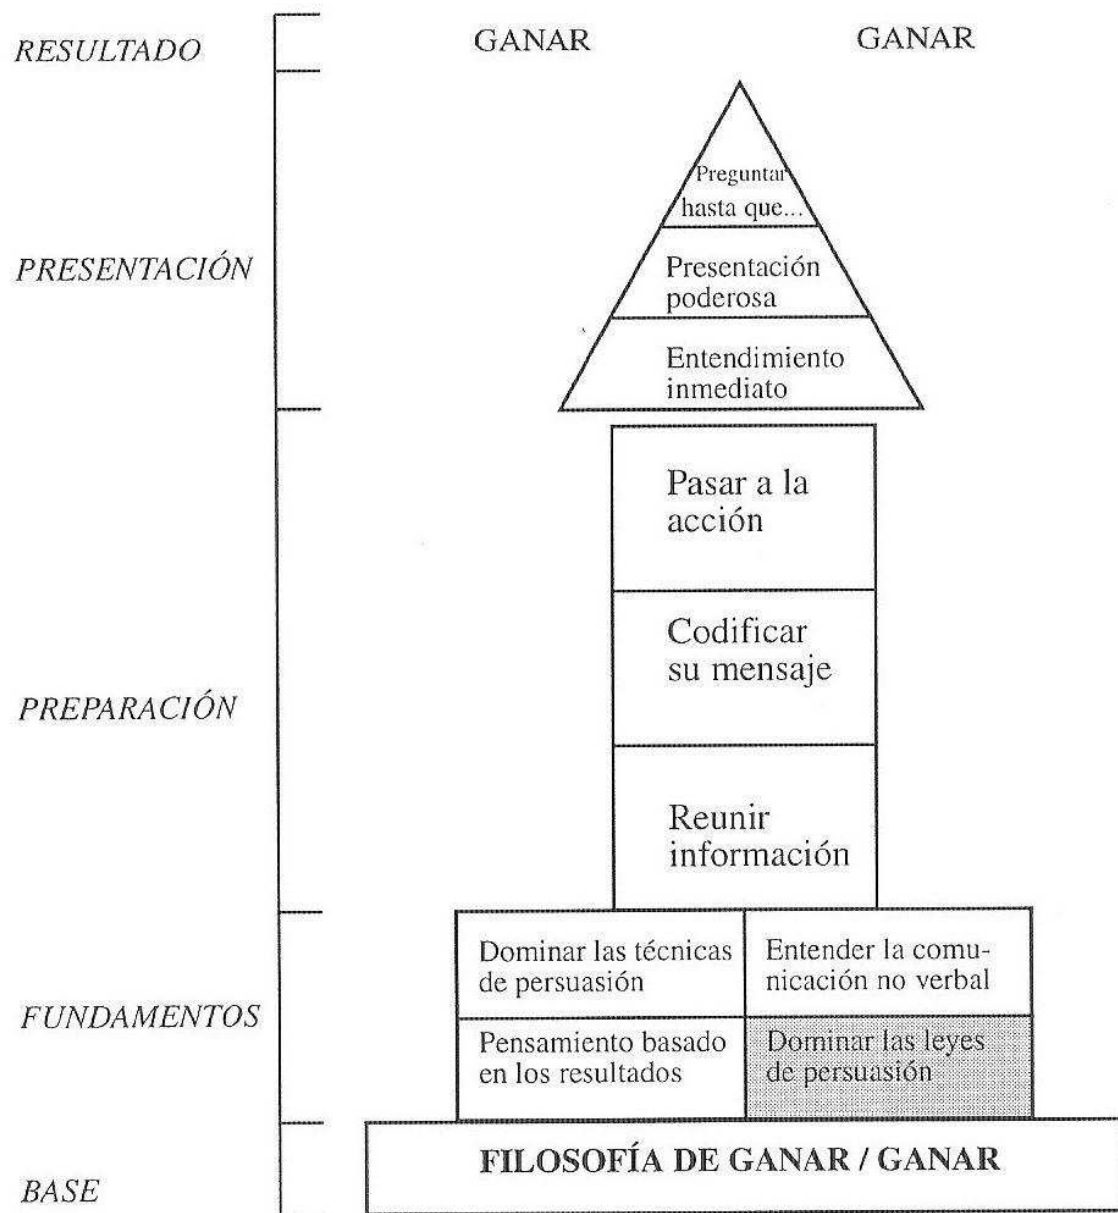 RESULTADO
GANAR
GANAR
PRESENTACIÓN
Preguntar
hasta que...
Presentación
poderosa
Entendimiento
inmediato
PREPARACIÓN
Pasar a la
acción
Codificar
su mensaje
Reunir
información
FUNDAMENTOS
Dominar las técnicas
de persuasión
Entender la comu-
nicación no verbal
Pensamiento basado
en los resultados
Dominar las leyes
de persuasión
BASE
FILOSOFÍA DE GANAR / GANAR